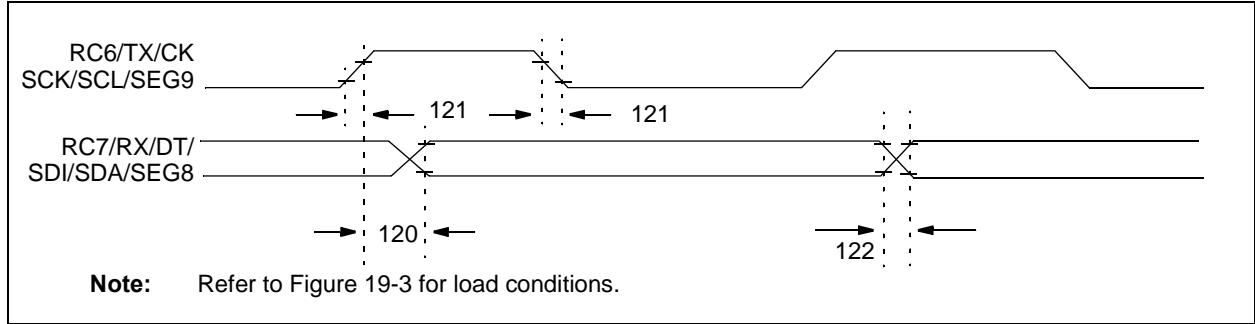 RC6/TX/CK
SCK/SCL/SEG9
121
121
RC7/RX/DT/
SDI/SDA/SEG8
120
122
Note: Refer to Figure 19-3 for load conditions.